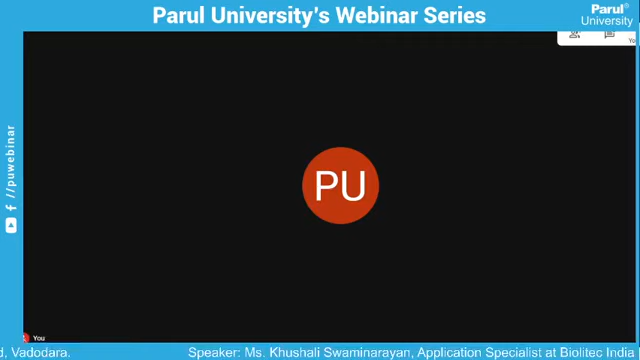 Parul University's Webinar Series
Parul®
University
Yo
//puwebinar
PU
You
d, Vadodara.
Speaker: Ms. Khushali Swaminarayan, Application Specialist at Biolitec India